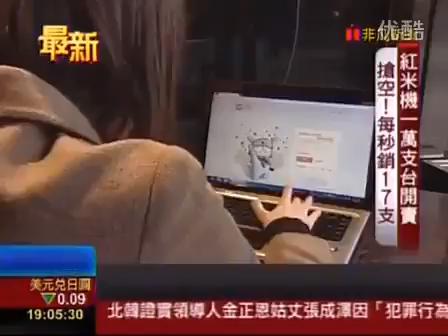 最新
優酷
紅米機一萬支台開賣
搶空!每秒銷17支
美元兌日圓
▼0.09
19:05:30
北韓證實領導人金正恩姑丈張成澤因「犯罪行為